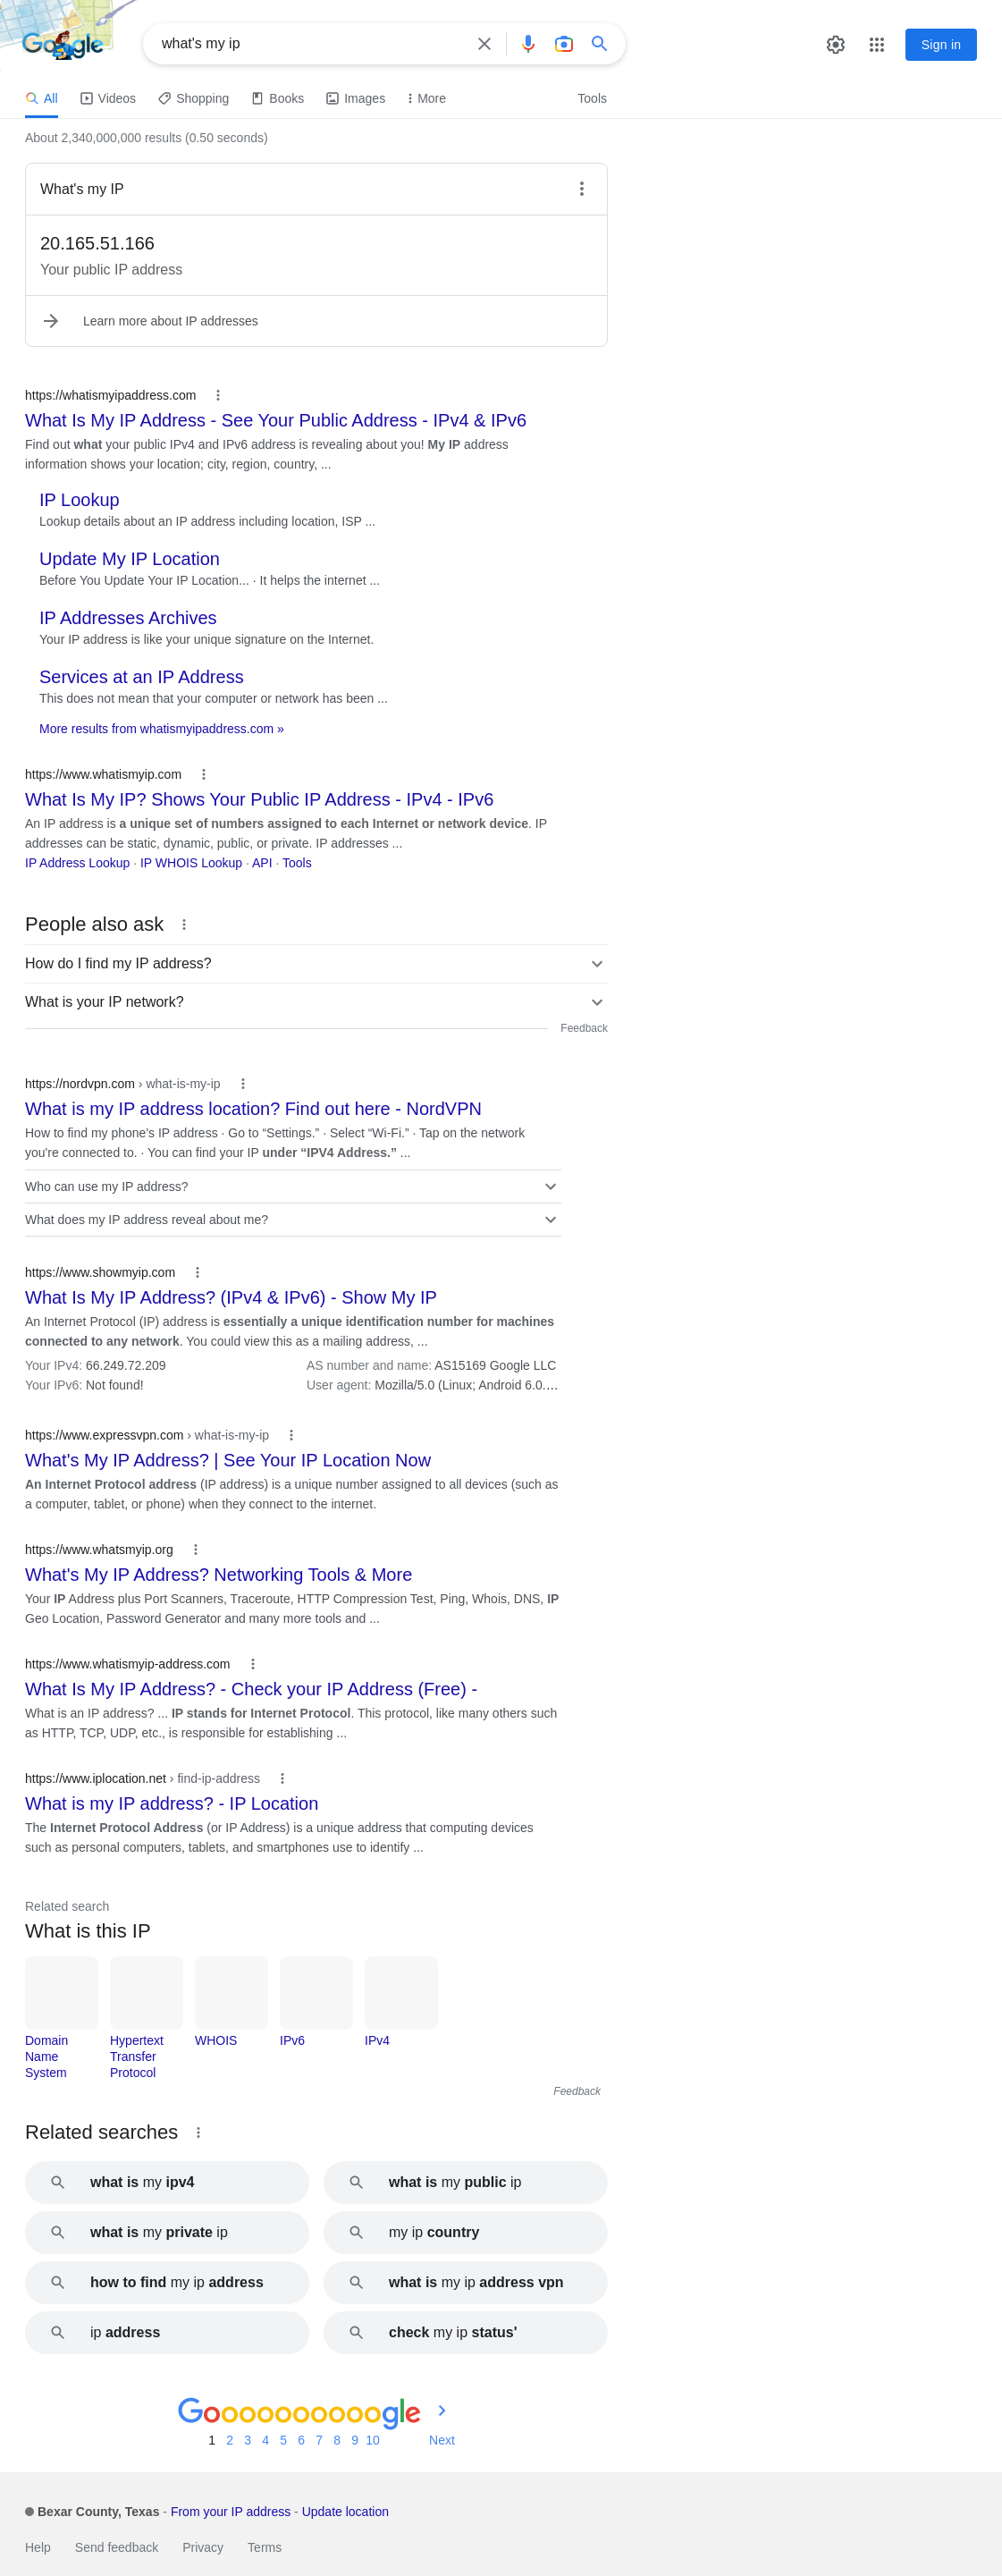 Google
what's my ip
Sign in
All
Videos
Shopping
Books
Images
More
Tools
About 2,340,000,000 results (0.50 seconds)
What's my IP
20.165.51.166
Your public IP address
Learn more about IP addresses
https://whatismyipaddress.com
What Is My IP Address - See Your Public Address - IPv4 & IPv6
Find out what your public IPv4 and IPv6 address is revealing about you! My IP address
information shows your location; city, region, country, ...
IP Lookup
Lookup details about an IP address including location, ISP ...
Update My IP Location
Before You Update Your IP Location... · It helps the internet ...
IP Addresses Archives
Your IP address is like your unique signature on the Internet.
Services at an IP Address
This does not mean that your computer or network has been ...
More results from whatismyipaddress.com »
https://www.whatismyip.com
What Is My IP? Shows Your Public IP Address - IPv4 - IPv6
An IP address is a unique set of numbers assigned to each Internet or network device. IP
addresses can be static, dynamic, public, or private. IP addresses ...
IP Address Lookup · IP WHOIS Lookup · API · Tools
People also ask
How do I find my IP address?
What is your IP network?
Feedback
https://nordvpn.com › what-is-my-ip
What is my IP address location? Find out here - NordVPN
How to find my phone's IP address · Go to “Settings.” · Select “Wi-Fi.” · Tap on the network
you're connected to. · You can find your IP under “IPV4 Address.” ...
Who can use my IP address?
What does my IP address reveal about me?
https://www.showmyip.com
What Is My IP Address? (IPv4 & IPv6) - Show My IP
An Internet Protocol (IP) address is essentially a unique identification number for machines
connected to any network. You could view this as a mailing address, ...
Your IPv4: 66.249.72.209
AS number and name: AS15169 Google LLC
Your IPv6: Not found!
User agent: Mozilla/5.0 (Linux; Android 6.0....
https://www.expressvpn.com › what-is-my-ip
What's My IP Address? | See Your IP Location Now
An Internet Protocol address (IP address) is a unique number assigned to all devices (such as
a computer, tablet, or phone) when they connect to the internet.
https://www.whatsmyip.org
What's My IP Address? Networking Tools & More
Your IP Address plus Port Scanners, Traceroute, HTTP Compression Test, Ping, Whois, DNS, IP
Geo Location, Password Generator and many more tools and ...
https://www.whatismyip-address.com
What Is My IP Address? - Check your IP Address (Free) -
What is an IP address? ... IP stands for Internet Protocol. This protocol, like many others such
as HTTP, TCP, UDP, etc., is responsible for establishing ...
https://www.iplocation.net › find-ip-address
What is my IP address? - IP Location
The Internet Protocol Address (or IP Address) is a unique address that computing devices
such as personal computers, tablets, and smartphones use to identify ...
Related search
What is this IP
Domain
Name
System
Hypertext
Transfer
Protocol
WHOIS
IPv6
IPv4
Feedback
Related searches
what is my ipv4
what is my public ip
what is my private ip
my ip country
how to find my ip address
what is my ip address vpn
ip address
check my ip status'
Goooooooooogle
1 2 3 4 5 6 7 8 9 10 Next
Bexar County, Texas - From your IP address - Update location
Help Send feedback Privacy Terms